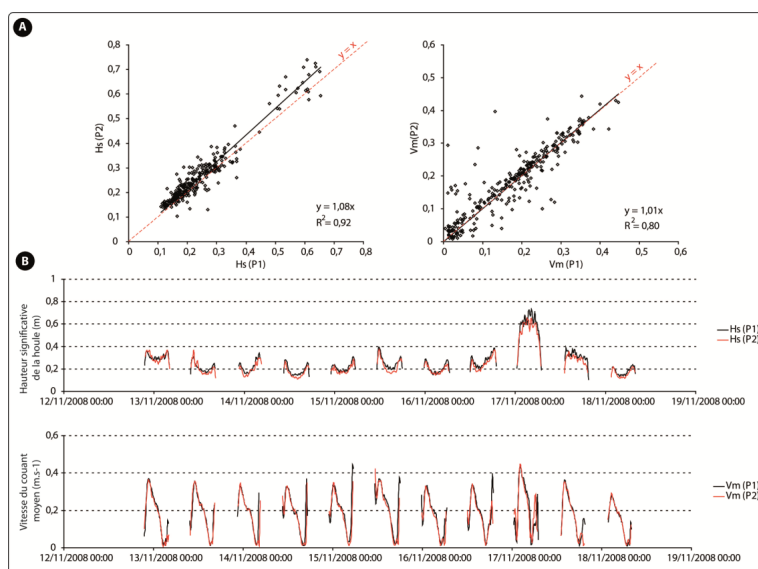 A
0,8
0,7
0,6
0,5
0,4
0,3
0,2
0,1
0
Hs (P2)
0 0,1 0,2 0,3 0,4 0,5 0,6 0,7 0,8
Hs (P1)
y = x
y = 1,08x
R2= 0,92
0,6
0,5
0,4
0,3
0,2
0,1
0
Vm(P2)
0 0,1 0,2 0,3 0,4 0,5 0,6
Vm (P1)
y = x
y = 1,01x
R2= 0,80
B
Hauteur significative
de la houle (m)
1
0,8
0,6
0,4
0,2
0
12/11/2008 00:00 13/11/2008 00:00 14/11/2008 00:00 15/11/2008 00:00 16/11/2008 00:00 17/11/2008 00:00 18/11/2008 00:00 19/11/2008 00:00
Hs (P1)
Hs (P2)
Vitesse du couant
moyen (m.s-1)
0,6
0,4
0,2
0
12/11/2008 00:00 13/11/2008 00:00 14/11/2008 00:00 15/11/2008 00:00 16/11/2008 00:00 17/11/2008 00:00 18/11/2008 00:00 19/11/2008 00:00
Vm (P1)
Vm (P2)